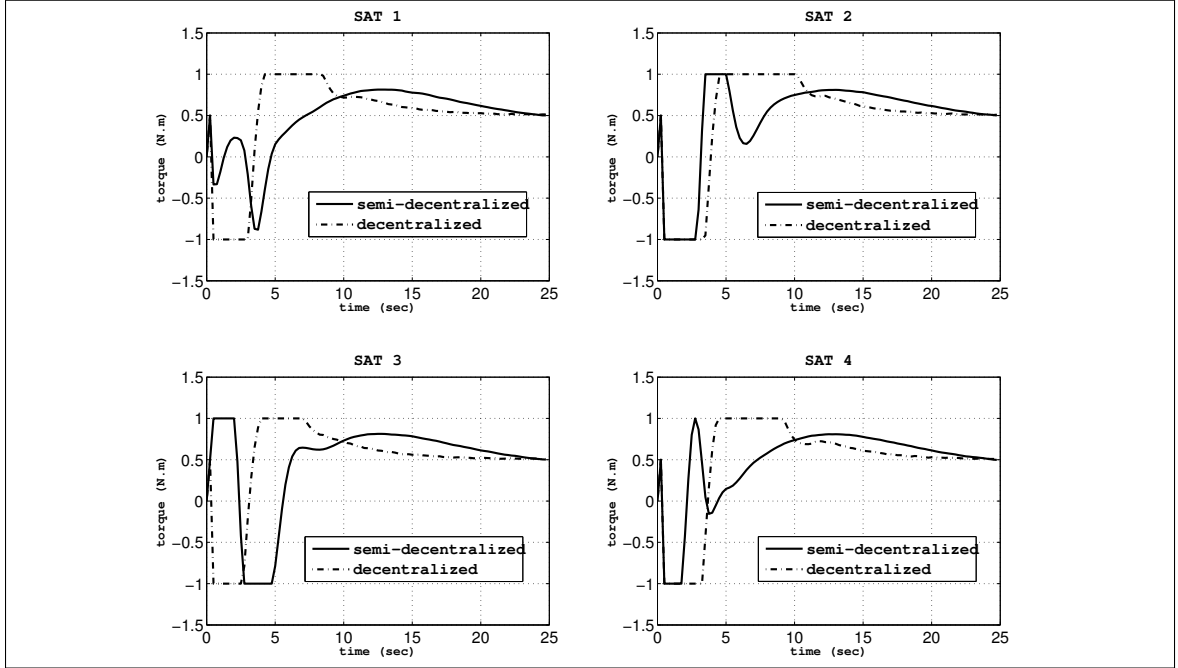 SAT 1
1.5
1
0.5
0
−0.5
−1
−1.5
torque (N.m)
0 5 10 15 20 25
time (sec)
semi-decentralized
decentralized
SAT 2
1.5
1
0.5
0
−0.5
−1
−1.5
torque (N.m)
0 5 10 15 20 25
time (sec)
semi-decentralized
decentralized
SAT 3
1.5
1
0.5
0
−0.5
−1
−1.5
torque (N.m)
0 5 10 15 20 25
time (sec)
semi-decentralized
decentralized
SAT 4
1.5
1
0.5
0
−0.5
−1
−1.5
torque (N.m)
0 5 10 15 20 25
time (sec)
semi-decentralized
decentralized